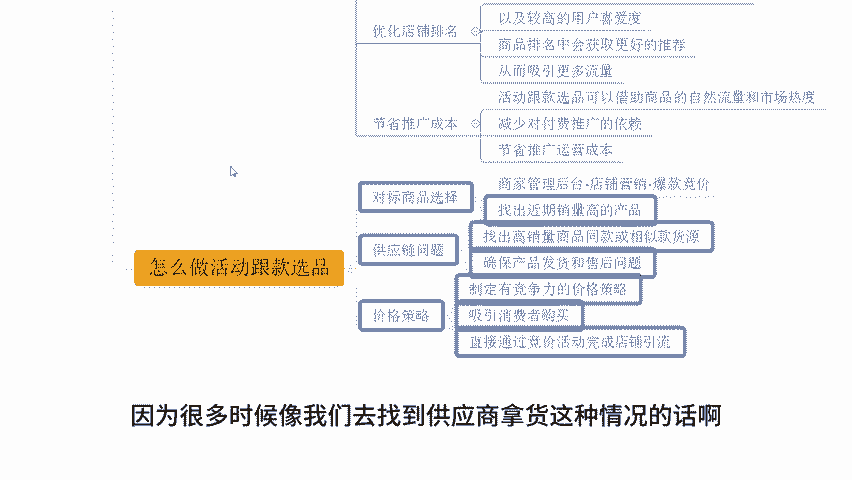 以及较高的用户喜爱度
优化店铺排名
商品排名中会获取更好的推荐
从而吸引更多流量
活动跟款选品可以借助商品的自然流量和市场热度
节省推广成本
减少对付费推广的依赖
节省推广运营成本
商家管理后台-店铺营销-爆款竞价
对标商品选择
找出近期销量高的产品
找出高销量商品同款或相似款货源
供应链问题
确保产品发货和售后问题
怎么做活动跟款选品
制定有竞争力的价格策略
价格策略
吸引消费者购买
直接通过竞价活动完成店铺引流
因为很多时候像我们去找到供应商拿货这种情况的话啊